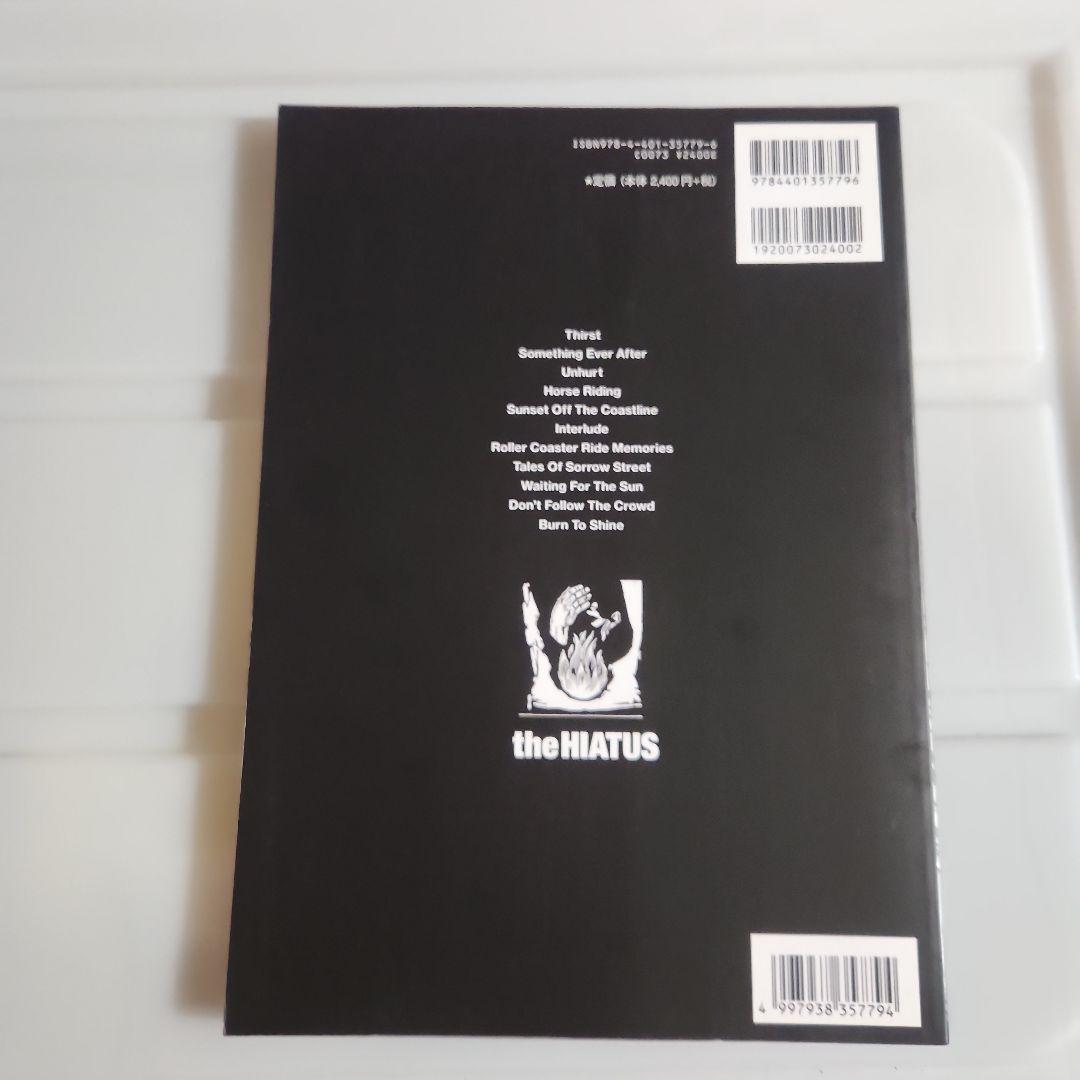 ISBN978-4-401-35779-6
C0073 ¥2400E
★定価（本体2,400円+税）
9784401357796
1920073024002
Thirst
Something Ever After
Unhurt
Horse Riding
Sunset Off The Coastline
Interlude
Roller Coaster Ride Memories
Tales Of Sorrow Street
Waiting For The Sun
Don't Follow The Crowd
Burn To Shine
theHIATUS
4 997938 357794